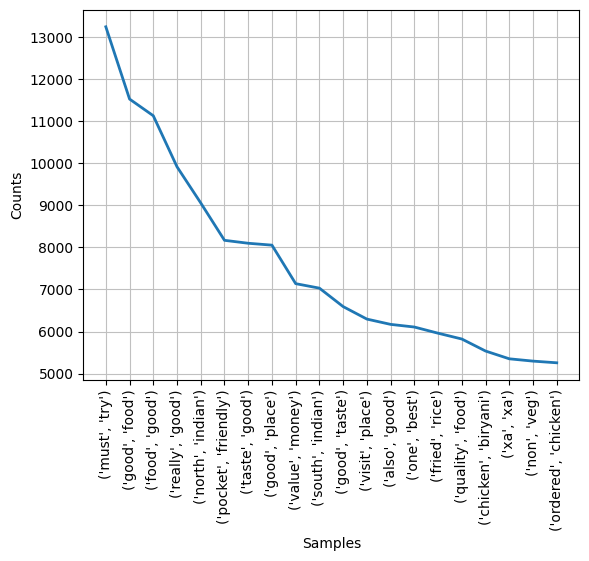 13000
12000
11000
10000
9000
8000
7000
6000
5000
Counts
('must', 'try')
('good', 'food')
('food', 'good')
('really', 'good')
('north', 'indian')
('pocket', 'friendly')
('taste', 'good')
('good', 'place')
('value', 'money')
('south', 'indian')
('good', 'taste')
('visit', 'place')
('also', 'good')
('one', 'best')
('fried', 'rice')
('quality', 'food')
('chicken', 'biryani')
('xa', 'xa')
('non', 'veg')
('ordered', 'chicken')
Samples